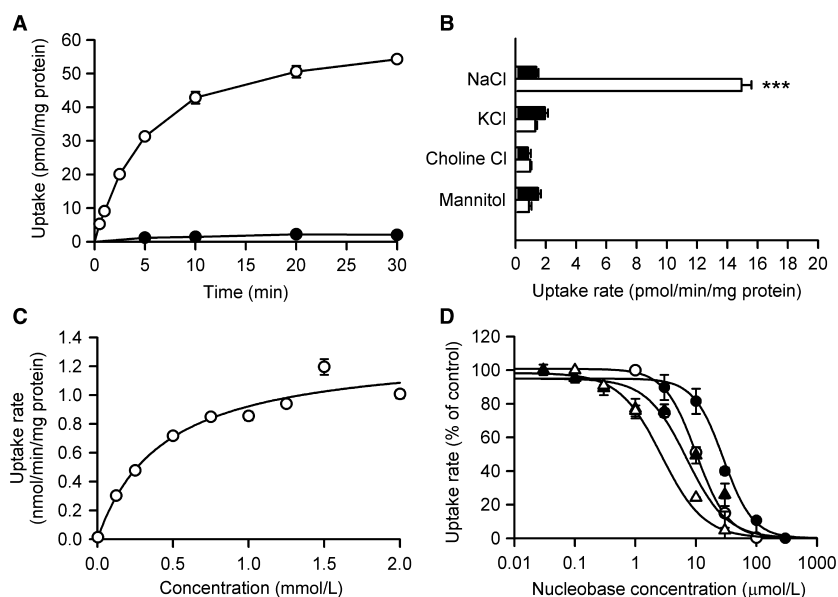 A
Uptake (pmol/mg protein)
60
50
40
30
20
10
0
0 5 10 15 20 25 30
Time (min)
B
NaCl
***
KCl
Choline Cl
Mannitol
0 2 4 6 8 10 12 14 16 18 20
Uptake rate (pmol/min/mg protein)
C
Uptake rate
(nmol/min/mg protein)
1.4
1.2
1.0
0.8
0.6
0.4
0.2
0.0
0.0 0.5 1.0 1.5 2.0
Concentration (mmol/L)
D
Uptake rate (% of control)
120
100
80
60
40
20
0
0.01 0.1 1 10 100 1000
Nucleobase concentration (μmol/L)